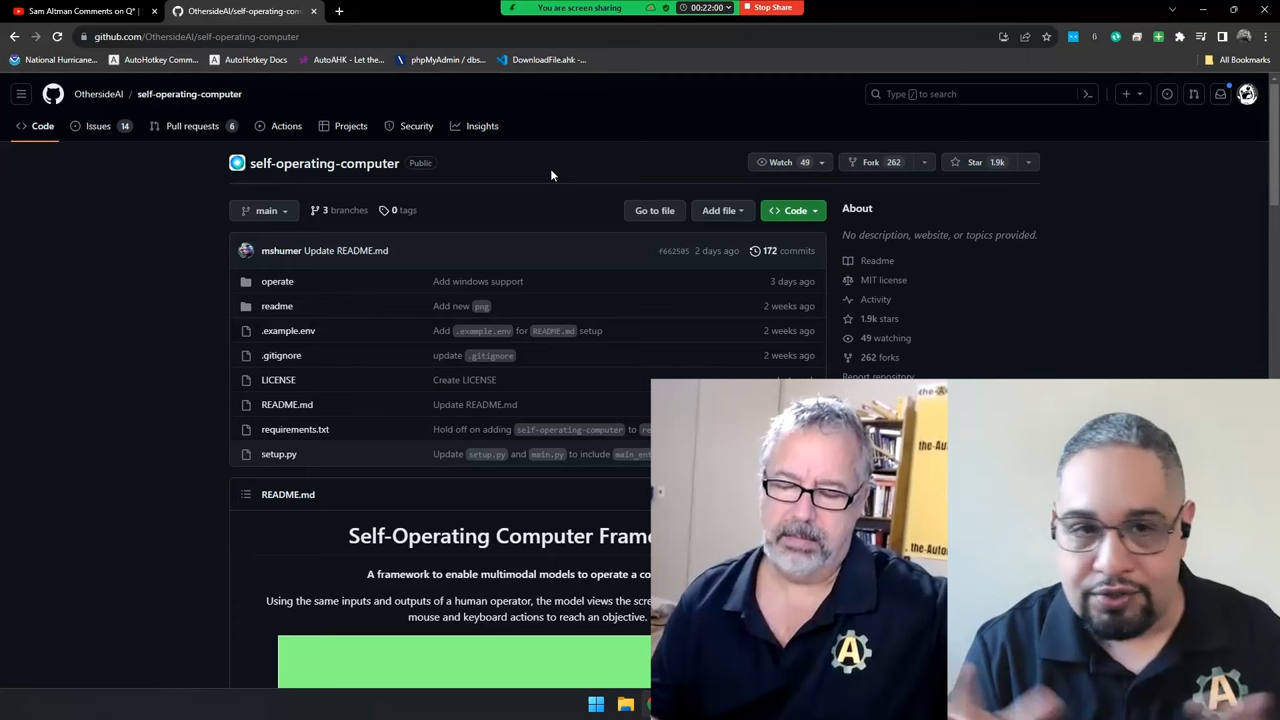 Sam Altman Comments on Q*
OthersideAI/self-operating-com
You are screen sharing
00:22:00
Stop Share
github.com/OthersideAI/self-operating-computer
National Hurricane...
AutoHotkey Comm...
AutoHotkey Docs
AutoAHK - Let the...
phpMyAdmin / dbs...
DownloadFile.ahk -...
All Bookmarks
OthersideAI / self-operating-computer
Type / to search
Code
Issues 14
Pull requests 6
Actions
Projects
Security
Insights
self-operating-computer Public
Watch 49
Fork 262
Star 1.9k
main
3 branches
0 tags
Go to file
Add file
Code
About
No description, website, or topics provided.
mshumer Update README.md f662505 2 days ago 172 commits
operate Add windows support 3 days ago
readme Add new png 2 weeks ago
.example.env Add .example.env for README.md setup 2 weeks ago
.gitignore update .gitignore 2 weeks ago
LICENSE Create LICENSE
README.md Update README.md
requirements.txt Hold off on adding self-operating-computer to
setup.py Update setup.py and main.py to include
Readme
MIT license
Activity
1.9k stars
49 watching
262 forks
Report repository
README.md
Self-Operating Computer Frame
A framework to enable multimodal models to operate a co
Using the same inputs and outputs of a human operator, the model views the scre
mouse and keyboard actions to reach an objective.
the-A
the-Auto
the-Autom
A
A